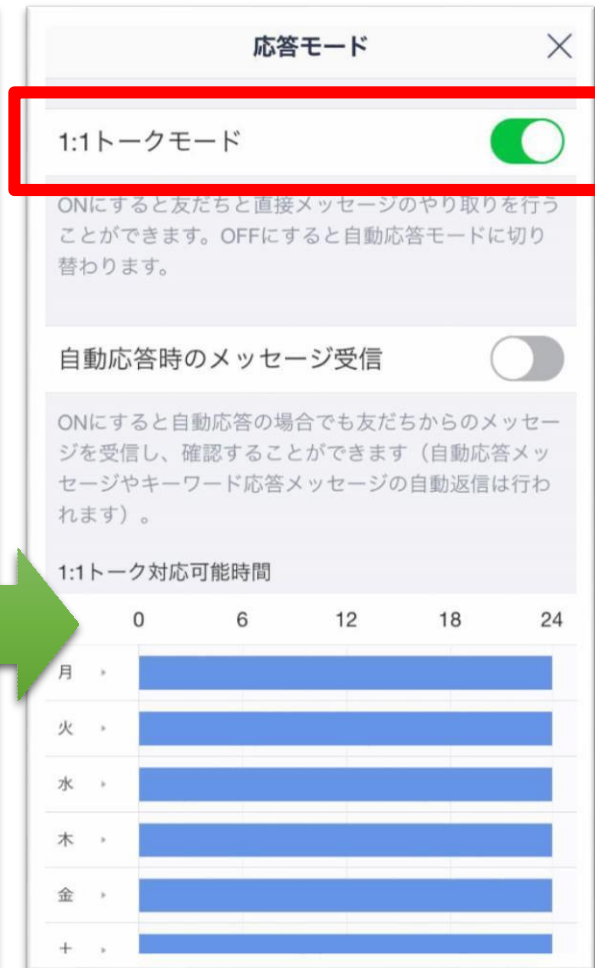 応答モード
1:1トークモード
ONにすると友だちと直接メッセージのやり取りを行う
ことができます。OFFにすると自動応答モードに切り
替わります。
自動応答時のメッセージ受信
ONにすると自動応答の場合でも友だちからのメッセー
ジを受信し、確認することができます（自動応答メッ
セージやキーワード応答メッセージの自動返信は行わ
れます）。
1:1トーク対応可能時間
0 6 12 18 24
月
火
水
木
金